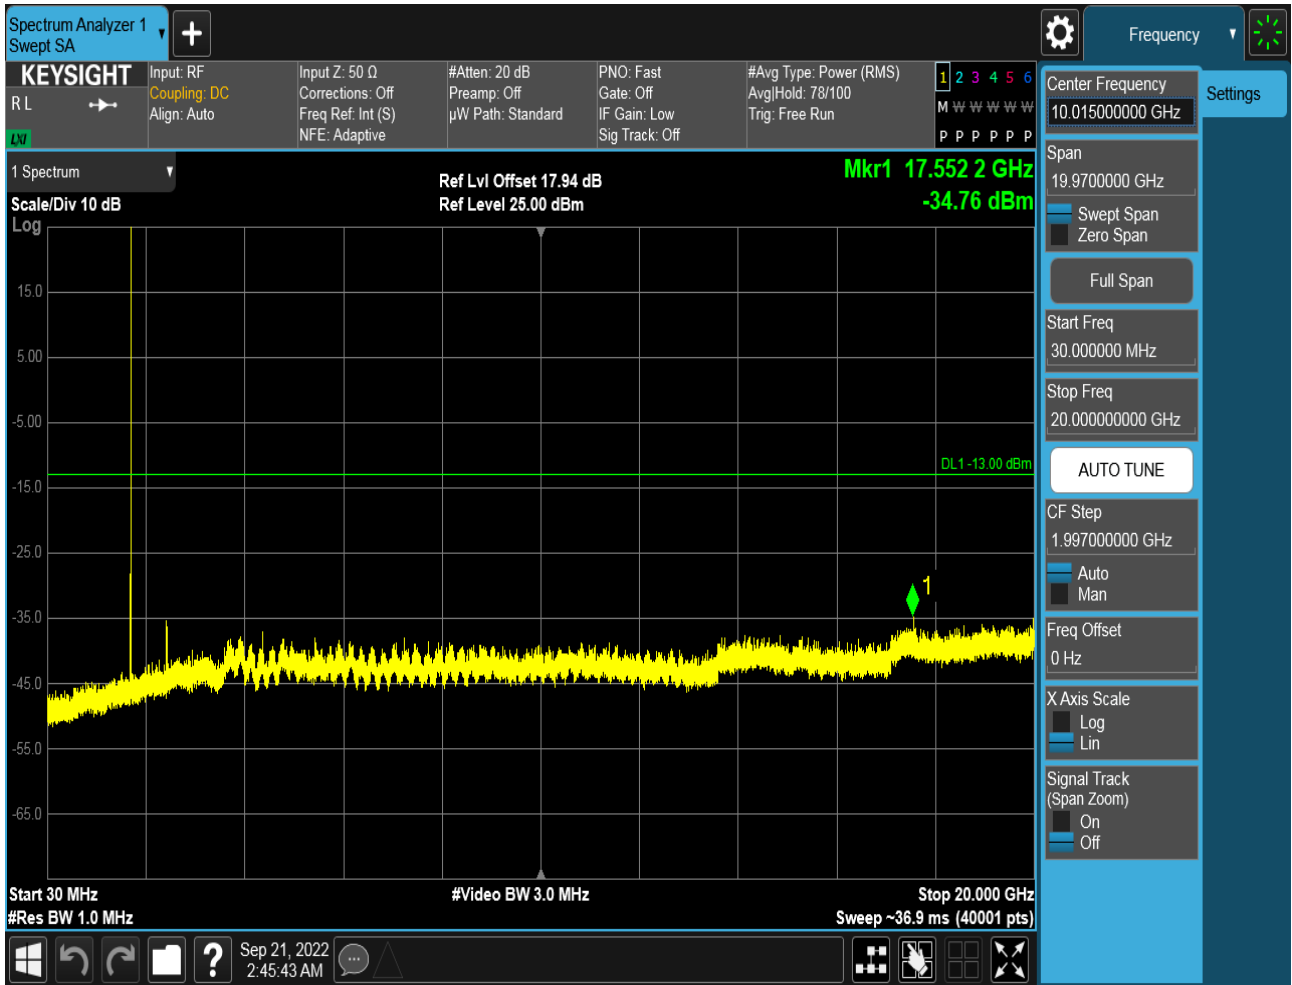 Spectrum Analyzer 1
Swept SA
+
Frequency
KEYSIGHT
R L
LXI
Input: RF
Coupling: DC
Align: Auto
Input Z: 50 Ω
Corrections: Off
Freq Ref: Int (S)
NFE: Adaptive
#Atten: 20 dB
Preamp: Off
µW Path: Standard
PNO: Fast
Gate: Off
IF Gain: Low
Sig Track: Off
#Avg Type: Power (RMS)
Avg|Hold: 78/100
Trig: Free Run
1 2 3 4 5 6
M W W W W W
P P P P P P
1 Spectrum
Scale/Div 10 dB
Log
Ref Lvl Offset 17.94 dB
Ref Level 25.00 dBm
Mkr1 17.552 2 GHz
-34.76 dBm
15.0
5.00
-5.00
-15.0
-25.0
-35.0
-45.0
-55.0
-65.0
DL1 -13.00 dBm
1
Start 30 MHz
#Res BW 1.0 MHz
#Video BW 3.0 MHz
Stop 20.000 GHz
Sweep ~36.9 ms (40001 pts)
Center Frequency
10.015000000 GHz
Settings
Span
19.9700000 GHz
Swept Span
Zero Span
Full Span
Start Freq
30.000000 MHz
Stop Freq
20.000000000 GHz
AUTO TUNE
CF Step
1.997000000 GHz
Auto
Man
Freq Offset
0 Hz
X Axis Scale
Log
Lin
Signal Track
(Span Zoom)
On
Off
?
Sep 21, 2022
2:45:43 AM